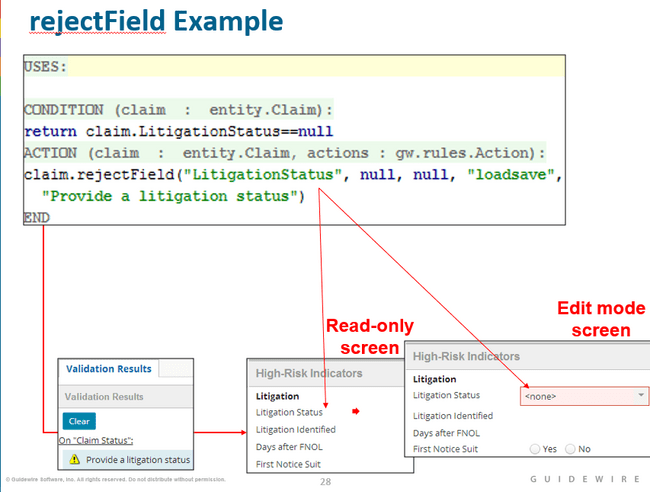 rejectField Example
USES:
CONDITION (claim : entity.Claim):
return claim.LitigationStatus==null
ACTION (claim : entity.Claim, actions : gw.rules.Action):
claim.rejectField("LitigationStatus", null, null, "loadsave",
"Provide a litigation status")
END
Read-only
screen
Edit mode
screen
Validation Results
Validation Results
Clear
On "Claim Status":
Provide a litigation status
High-Risk Indicators
Litigation
Litigation Status
Litigation Identified
Days after FNOL
First Notice Suit
High-Risk Indicators
Litigation
Litigation Status <none>
Litigation Identified
Days after FNOL
First Notice Suit Yes No
© Guidewire Software, Inc. All rights reserved. Do not distribute without permission.
28
GUIDEWIRE